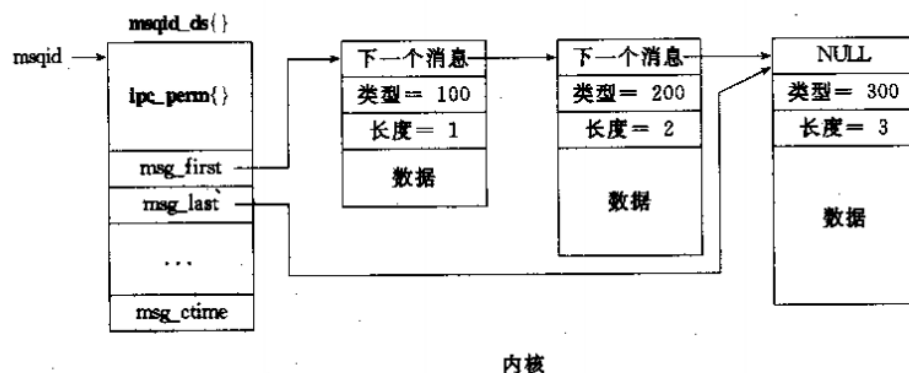 msqid_ds{}
msqid
ipc_perm{}
msg_first
msg_last
...
msg_ctime
下一个消息
类型= 100
长度= 1
数据
下一个消息
类型= 200
长度= 2
数据
NULL
类型= 300
长度= 3
数据
内核